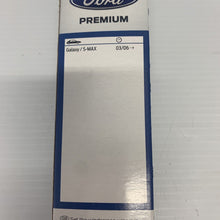 Ford
PREMIUM
Galaxy / S-MAX 03/06→